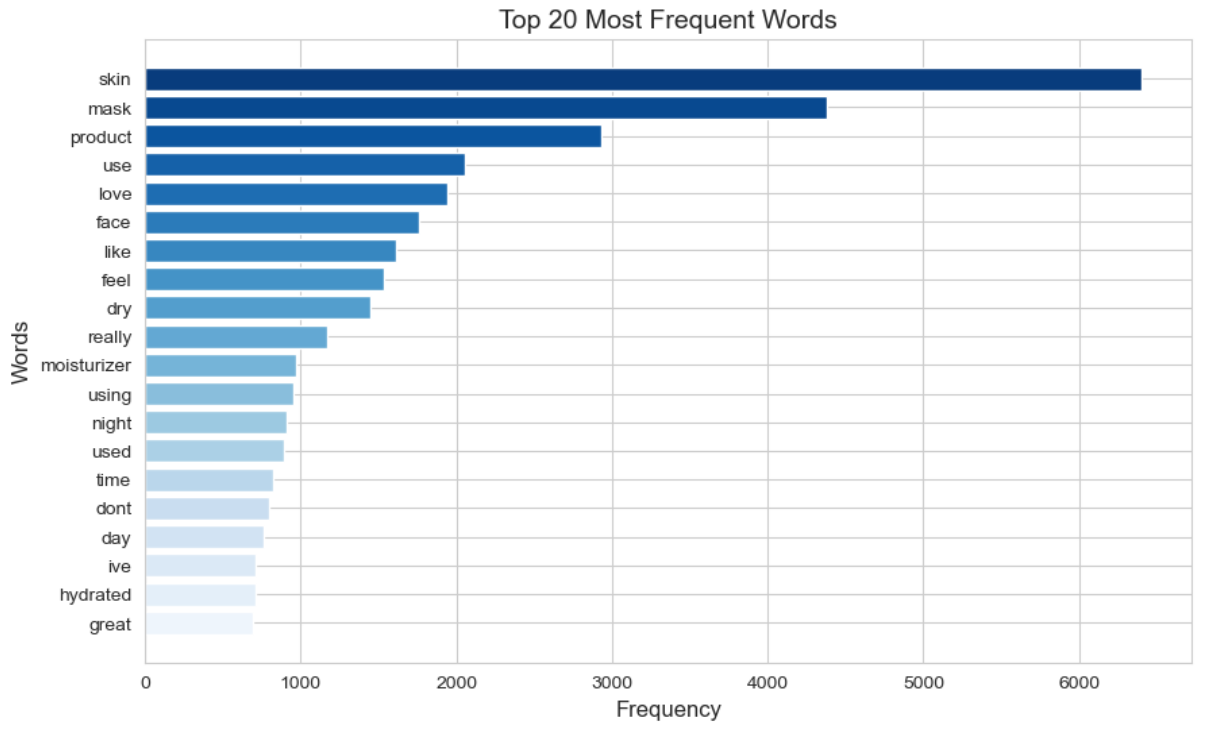 Top 20 Most Frequent Words
Words
skin
mask
product
use
love
face
like
feel
dry
really
moisturizer
using
night
used
time
dont
day
ive
hydrated
great
0 1000 2000 3000 4000 5000 6000
Frequency